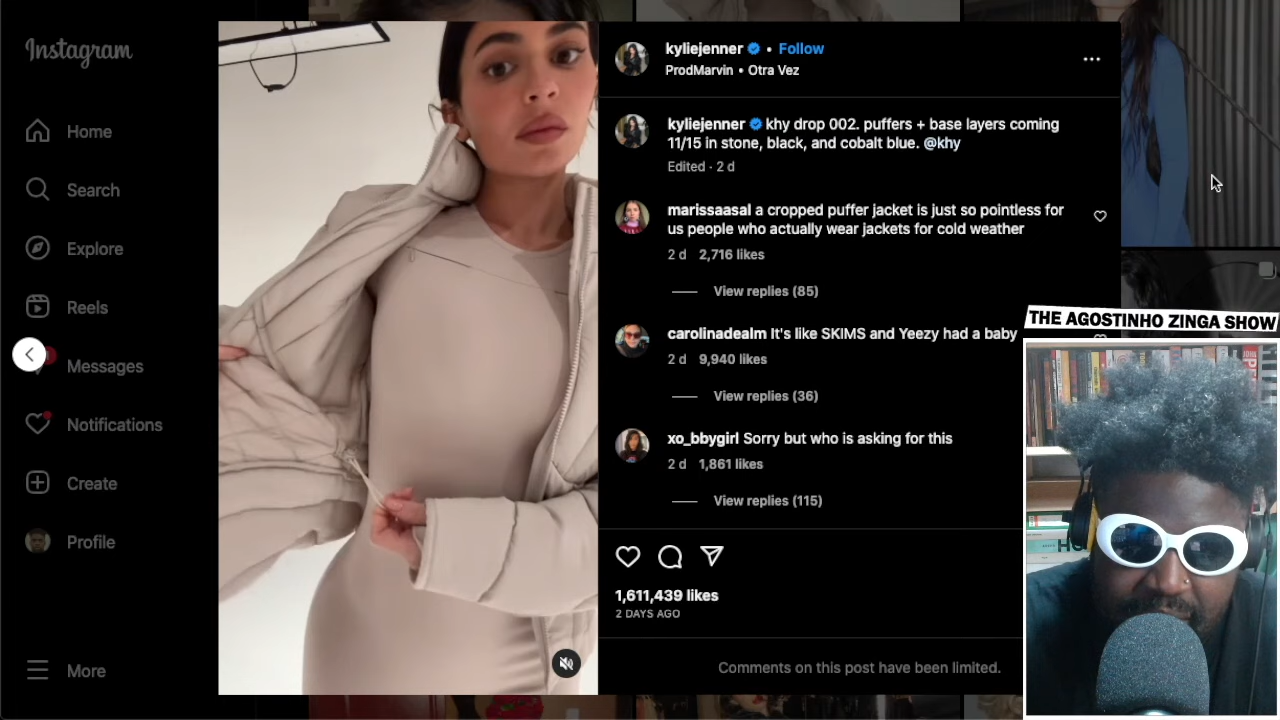 Instagram
Home
Search
Explore
Reels
Messages
Notifications
Create
Profile
More
kyliejenner • Follow
ProdMarvin • Otra Vez
kyliejenner khy drop 002. puffers + base layers coming
11/15 in stone, black, and cobalt blue. @khy
Edited · 2 d
marissaasal a cropped puffer jacket is just so pointless for
us people who actually wear jackets for cold weather
2 d 2,716 likes
View replies (85)
carolinadealm It's like SKIMS and Yeezy had a baby
2 d 9,940 likes
View replies (36)
xo_bbygirl Sorry but who is asking for this
2 d 1,861 likes
View replies (115)
1,611,439 likes
2 DAYS AGO
Comments on this post have been limited.
THE AGOSTINHO ZINGA SHOW